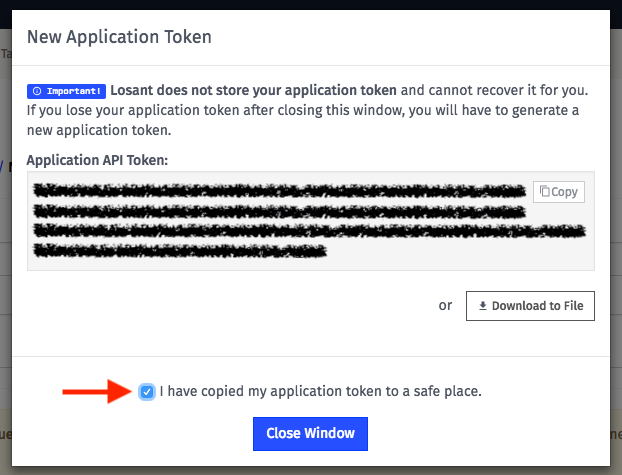 New Application Token
Important! Losant does not store your application token and cannot recover it for you.
If you lose your application token after closing this window, you will have to generate a
new application token.
Application API Token:
Copy
or Download to File
I have copied my application token to a safe place.
Close Window